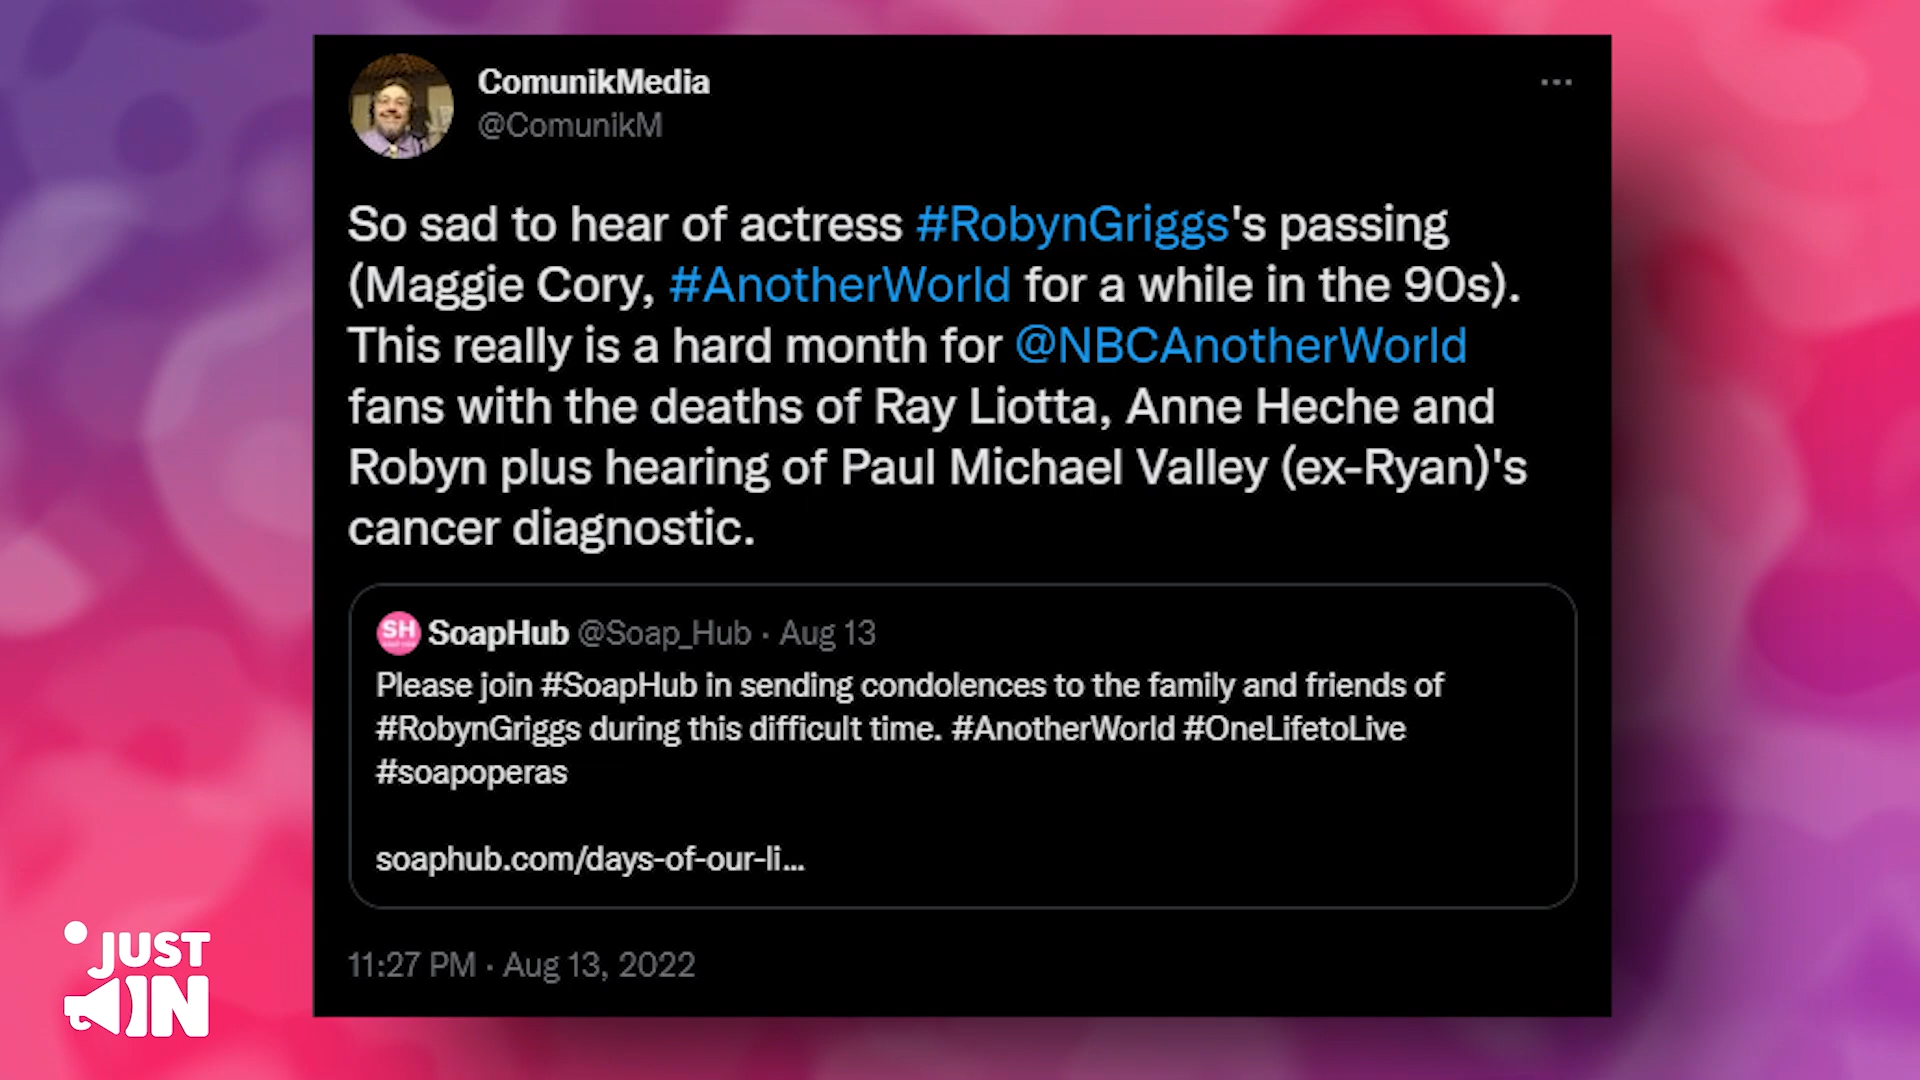 ComunikMedia
@ComunikM
So sad to hear of actress #RobynGriggs's passing
(Maggie Cory, #AnotherWorld for a while in the 90s).
This really is a hard month for @NBCAnotherWorld
fans with the deaths of Ray Liotta, Anne Heche and
Robyn plus hearing of Paul Michael Valley (ex-Ryan)'s
cancer diagnostic.
SH SoapHub @Soap_Hub · Aug 13
Please join #SoapHub in sending condolences to the family and friends of
#RobynGriggs during this difficult time. #AnotherWorld #OneLifetoLive
#soapoperas
soaphub.com/days-of-our-li...
11:27 PM · Aug 13, 2022
JUST
IN